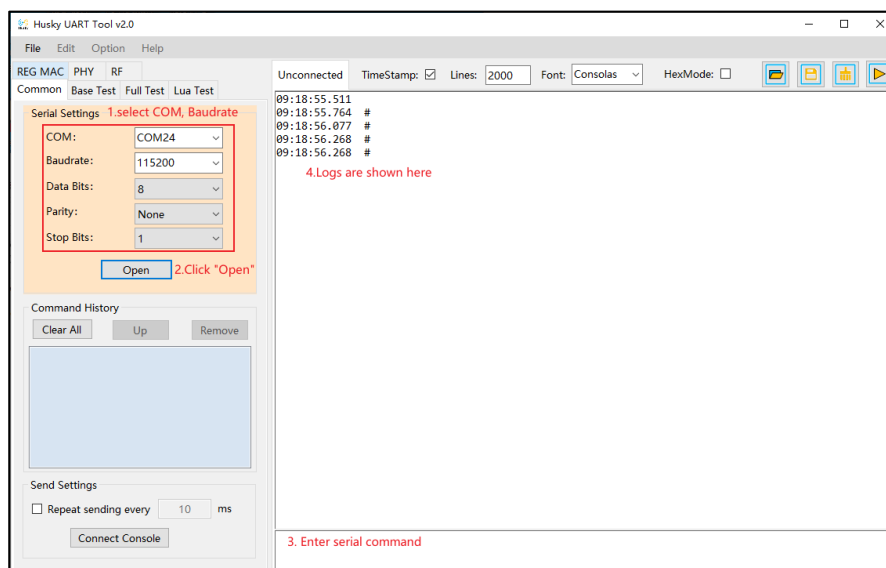 Husky UART Tool v2.0
File Edit Option Help
REG MAC PHY RF
Common Base Test Full Test Lua Test
Unconnected TimeStamp: Lines: 2000 Font: Consolas HexMode:
Serial Settings 1.select COM, Baudrate
COM: COM24
Baudrate: 115200
Data Bits: 8
Parity: None
Stop Bits: 1
Open 2.Click "Open"
Command History
Clear All Up Remove
Send Settings
Repeat sending every 10 ms
Connect Console
09:18:55.511
09:18:55.764 #
09:18:56.077 #
09:18:56.268 #
09:18:56.268 #
4.Logs are shown here
3. Enter serial command